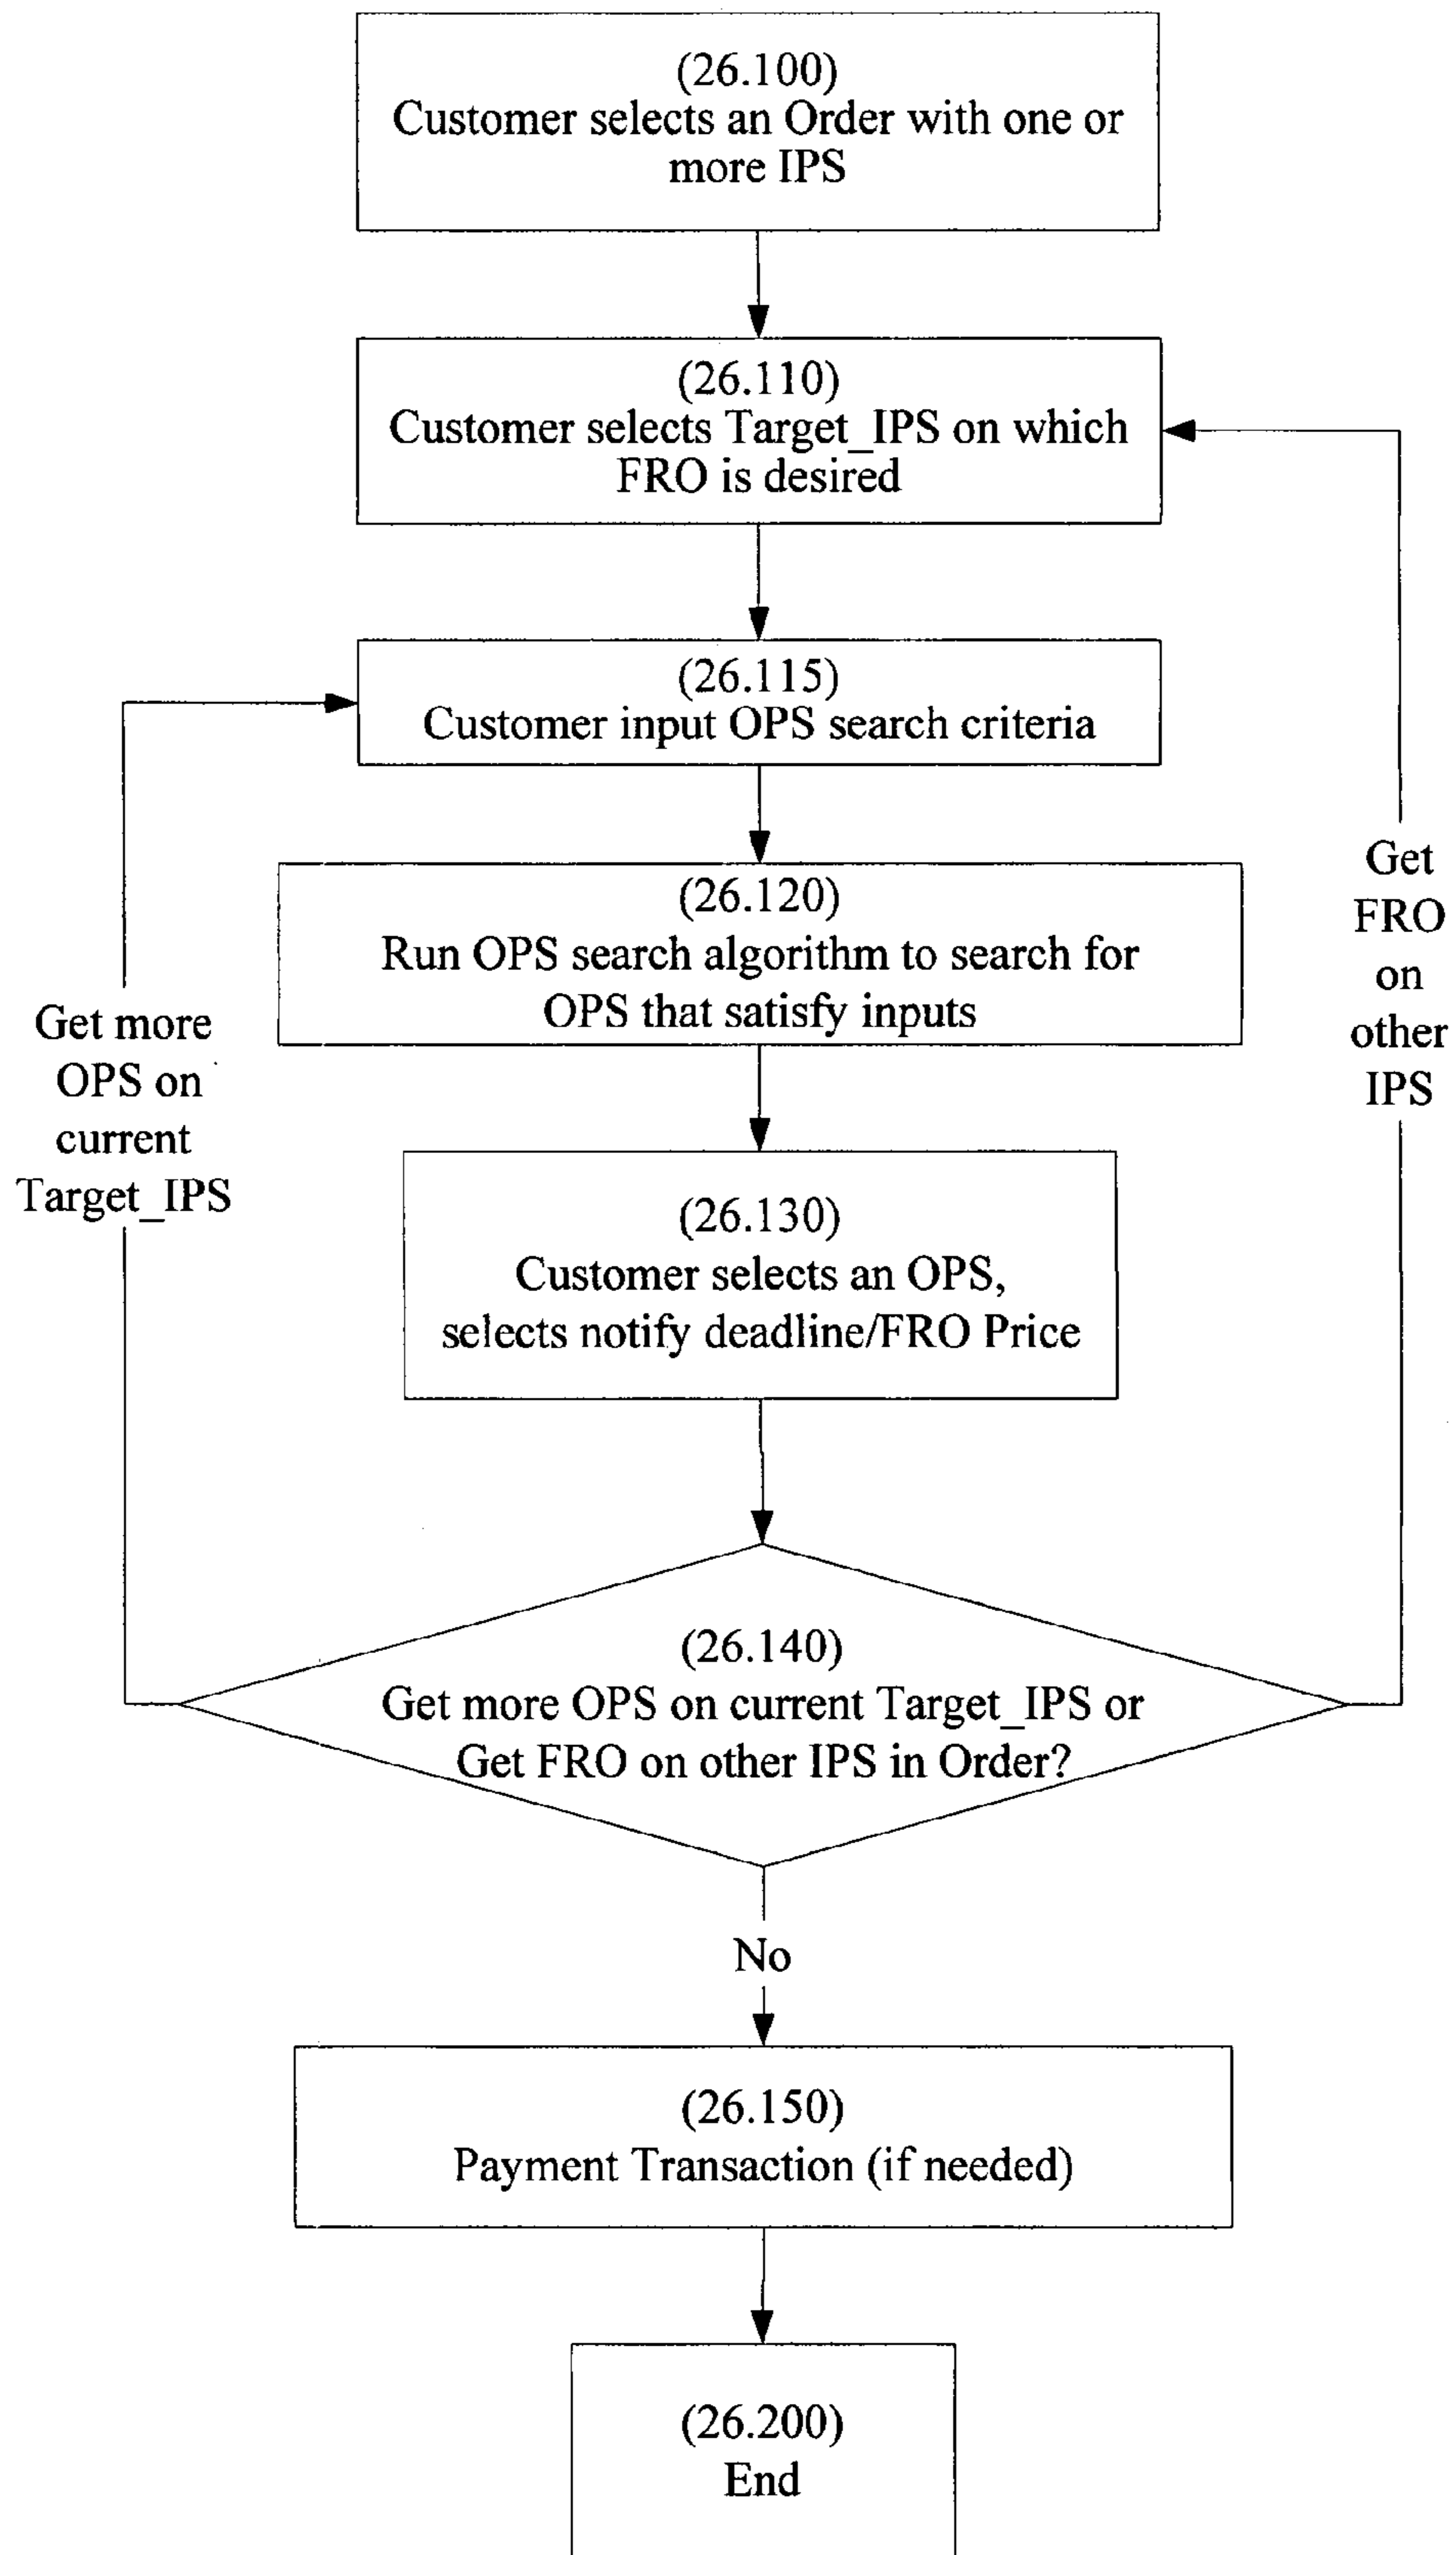 (26.100)
Customer selects an Order with one or
more IPS
(26.110)
Customer selects Target_IPS on which
FRO is desired
(26.115)
Customer input OPS search criteria
(26.120)
Run OPS search algorithm to search for
OPS that satisfy inputs
Get
FRO
on
other
IPS
Get more
OPS on
current
Target_IPS
(26.130)
Customer selects an OPS,
selects notify deadline/FRO Price
(26.140)
Get more OPS on current Target_IPS or
Get FRO on other IPS in Order?
No
(26.150)
Payment Transaction (if needed)
(26.200)
End